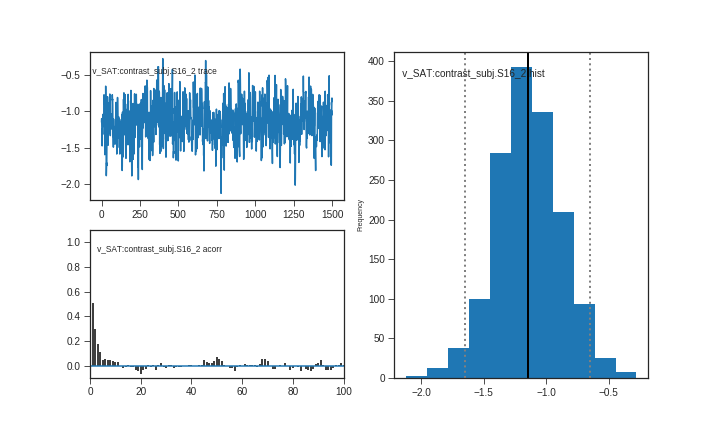 v_SAT:contrast_subj.S16_2 trace
−0.5
−1.0
−1.5
−2.0
0 250 500 750 1000 1250 1500
v_SAT:contrast_subj.S16_2 acorr
1.0
0.8
0.6
0.4
0.2
0.0
0 20 40 60 80 100
v_SAT:contrast_subj.S16_2 hist
Frequency
400
350
300
250
200
150
100
50
0
−2.0 −1.5 −1.0 −0.5